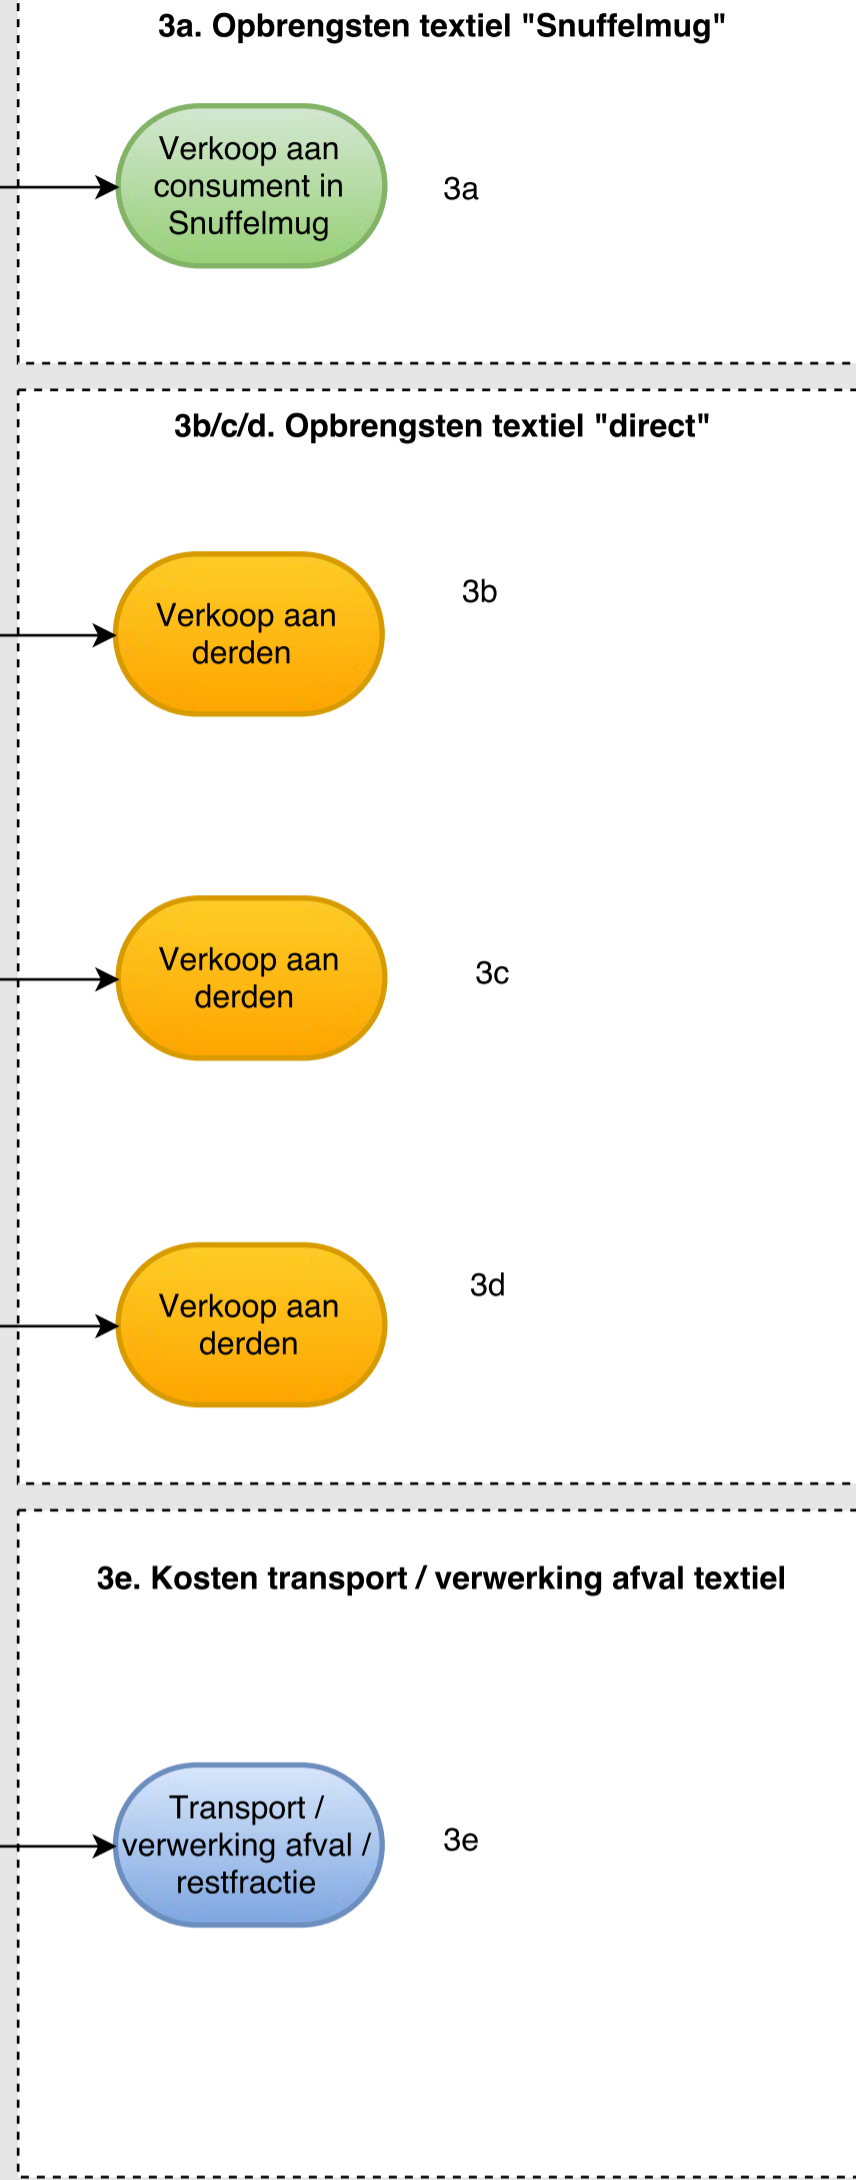 3a. Opbrengsten textiel "Snuffelmug"
Verkoop aan
consument in
Snuffelmug
3a
3b/c/d. Opbrengsten textiel "direct"
3b
Verkoop aan
derden
Verkoop aan
derden
3c
3d
Verkoop aan
derden
3e. Kosten transport / verwerking afval textiel
Transport /
verwerking afval /
restfractie
3e